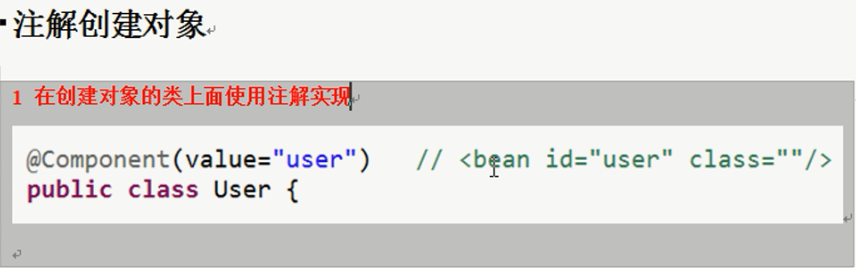 注解创建对象
1 在创建对象的类上面使用注解实现
@Component(value="user")   // <bean id="user" class=""/>
public class User {